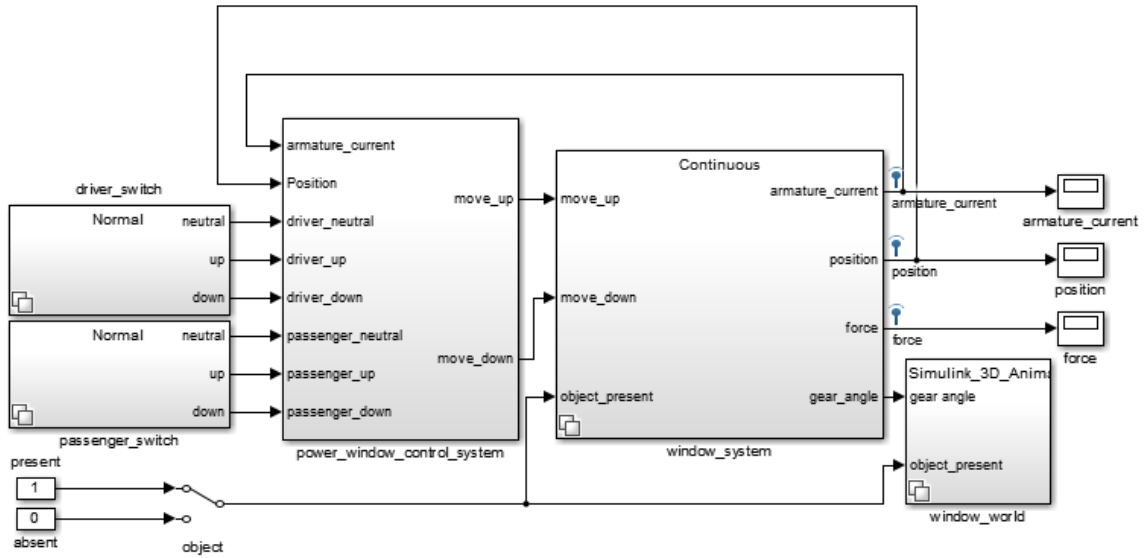 driver_switch
Normal
neutral
up
down
Normal
neutral
up
down
passenger_switch
present
1
0
absent
object
armature_current
Position
driver_neutral
driver_up
driver_down
passenger_neutral
passenger_up
passenger_down
move_up
move_down
power_window_control_system
Continuous
move_up
move_down
object_present
armature_current
position
force
gear_angle
window_system
armature_current
position
force
armature_current
position
force
Simulink_3D_Anima
gear angle
object_present
window_world